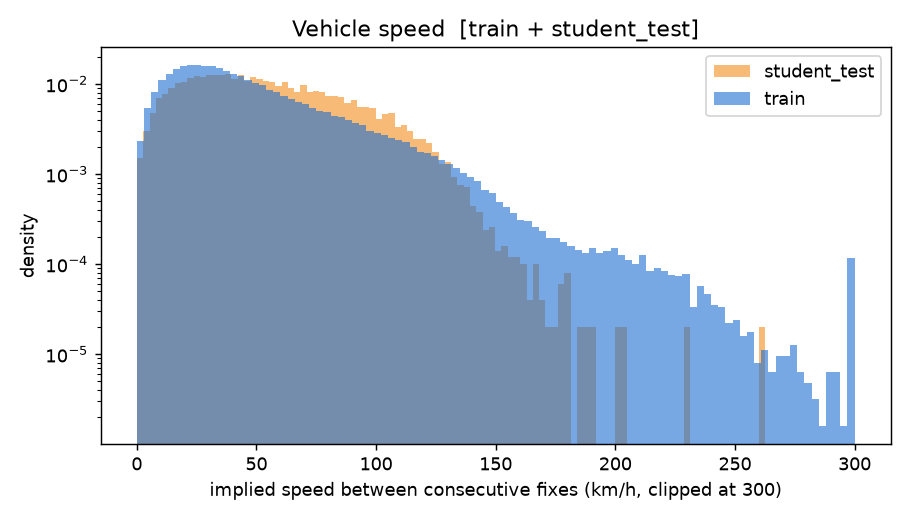 Vehicle speed [train + student_test]
student_test
train
density
10⁻²
10⁻³
10⁻⁴
10⁻⁵
0 50 100 150 200 250 300
implied speed between consecutive fixes (km/h, clipped at 300)